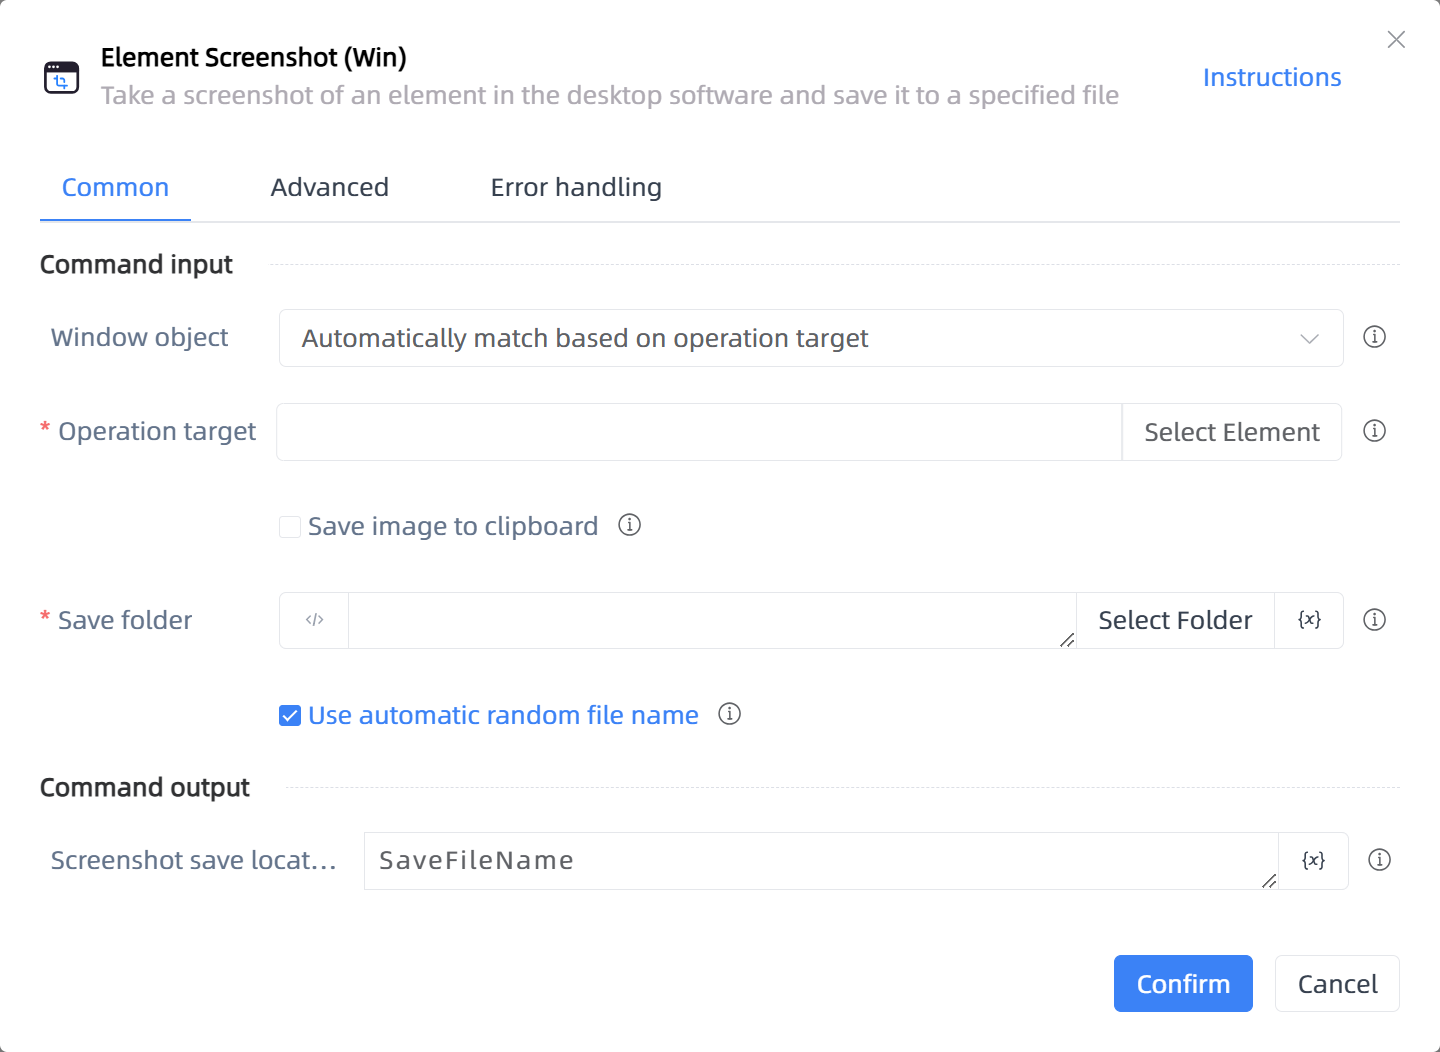 Element Screenshot (Win)
Take a screenshot of an element in the desktop software and save it to a specified file
Instructions
Common
Advanced
Error handling
Command input
Window object
Automatically match based on operation target
* Operation target
Select Element
Save image to clipboard
* Save folder
</>
Select Folder
{x}
Use automatic random file name
Command output
Screenshot save locat...
SaveFileName
{x}
Confirm
Cancel